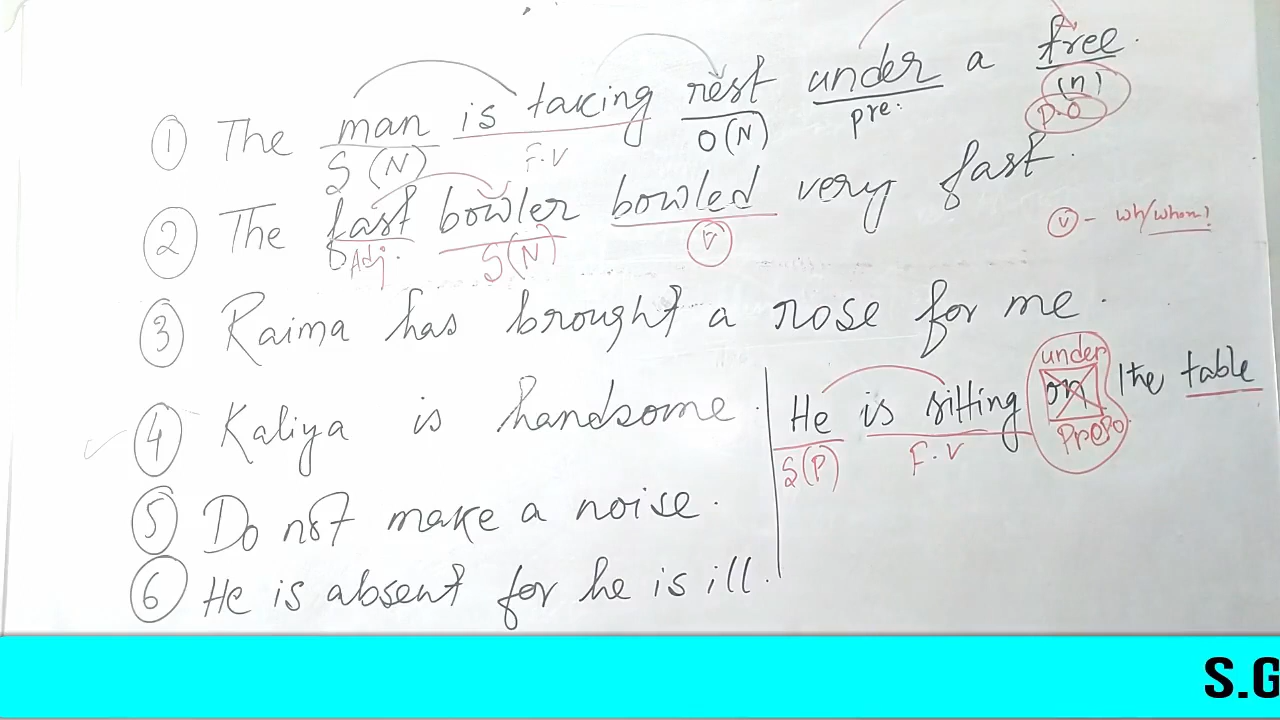 ① The man is taking rest under a tree.
S(N) F.V O(N) pre. (n)
P.O
② The fast bowler bowled very fast.
Adj. S(N) V
V - wh/whom?
③ Raima has brought a rose for me.
④ Kaliya is handsome.
under
He is sitting on the table
S(P) F.V Prepo.
⑤ Do not make a noise.
⑥ He is absent for he is ill.
S.G